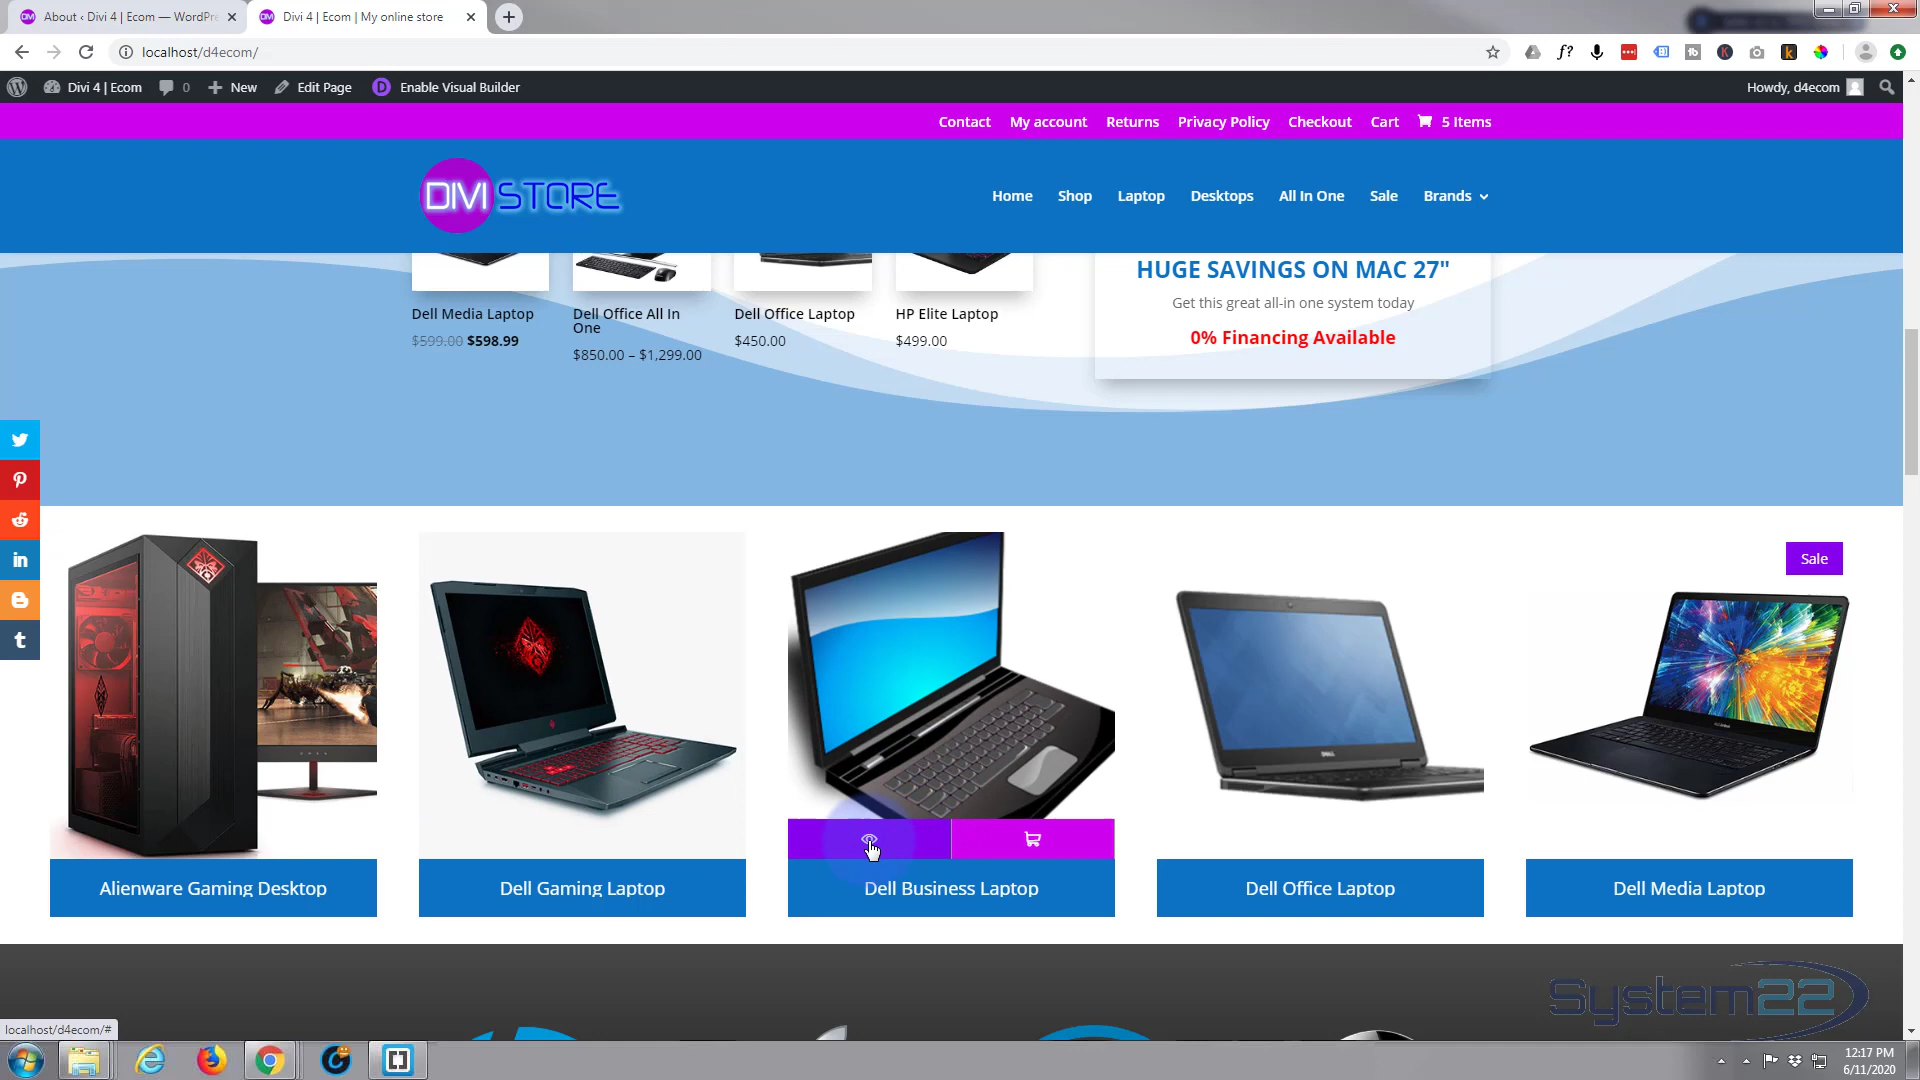 About ‹ Divi 4 | Ecom — WordPre
Divi 4 | Ecom | My online store
localhost/d4ecom/
Divi 4 | Ecom
0
New
Edit Page
Enable Visual Builder
Howdy, d4ecom
Contact
My account
Returns
Privacy Policy
Checkout
Cart
5 Items
DIVI STORE
Home
Shop
Laptop
Desktops
All In One
Sale
Brands
Dell Media Laptop
$599.00 $598.99
Dell Office All In
One
$850.00 – $1,299.00
Dell Office Laptop
$450.00
HP Elite Laptop
$499.00
HUGE SAVINGS ON MAC 27"
Get this great all-in one system today
0% Financing Available
Sale
DELL
Alienware Gaming Desktop
Dell Gaming Laptop
Dell Business Laptop
Dell Office Laptop
Dell Media Laptop
System22
localhost/d4ecom/#
12:17 PM
6/11/2020